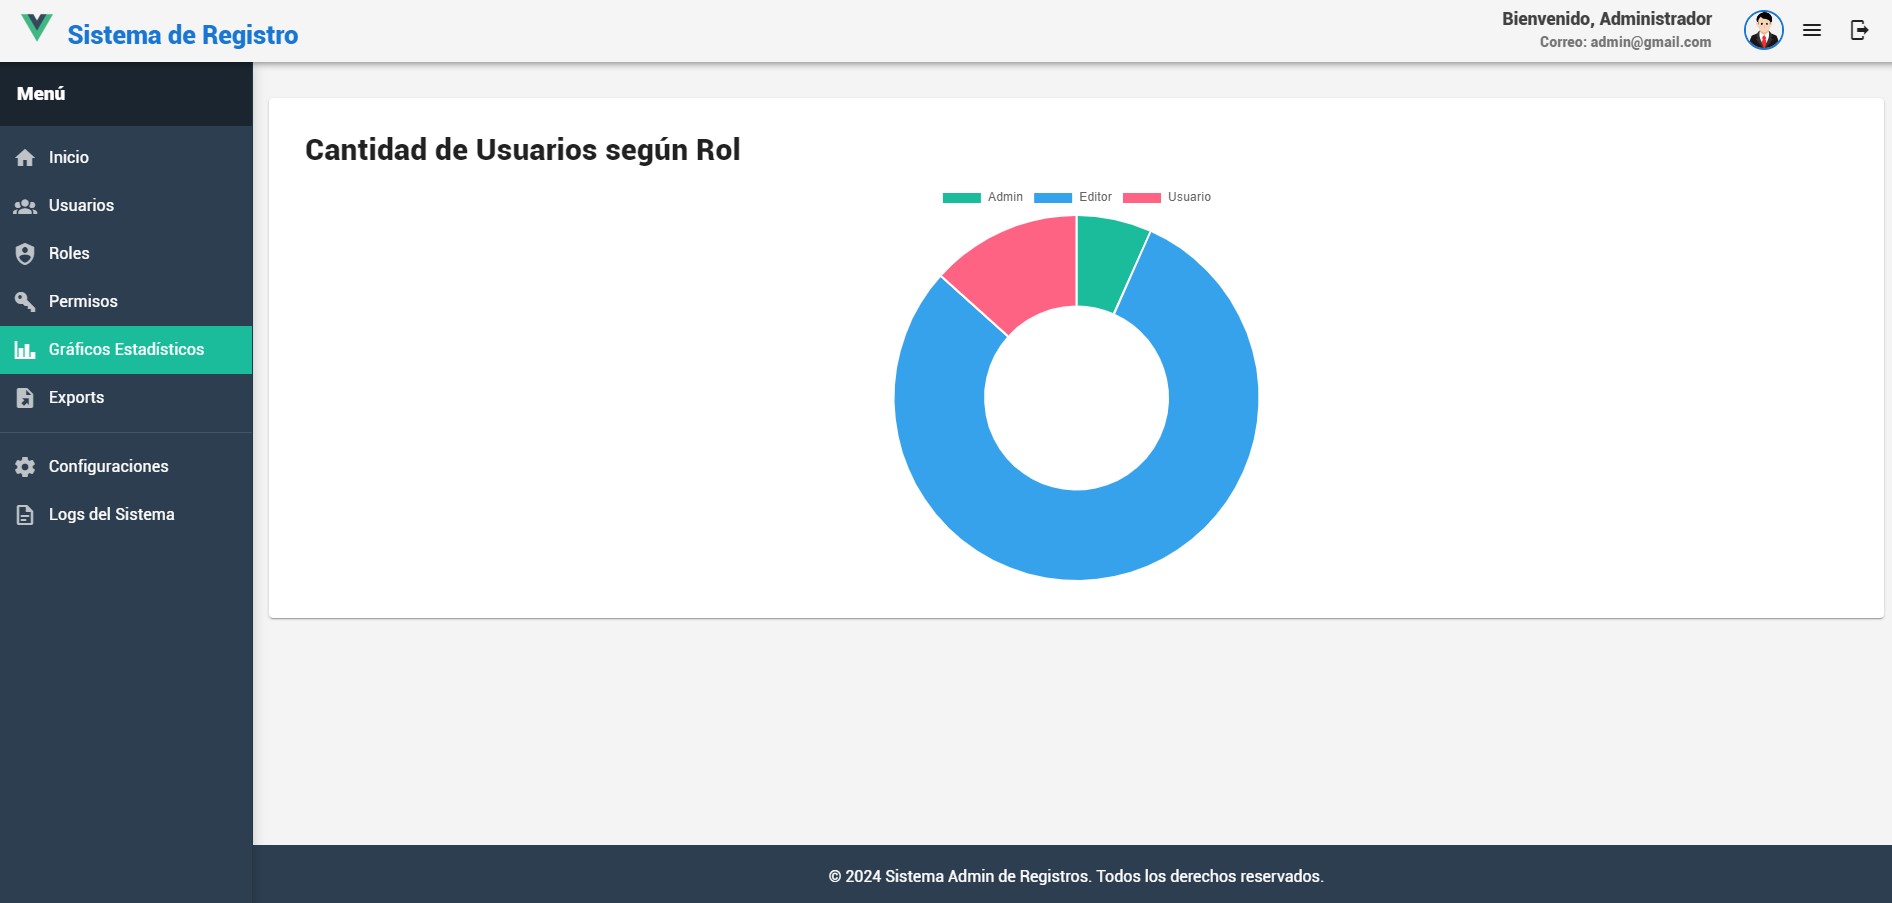 Sistema de Registro
Bienvenido, Administrador
Correo: admin@gmail.com
Menú
Inicio
Usuarios
Roles
Permisos
Gráficos Estadísticos
Exports
Configuraciones
Logs del Sistema
Cantidad de Usuarios según Rol
Admin Editor Usuario
© 2024 Sistema Admin de Registros. Todos los derechos reservados.